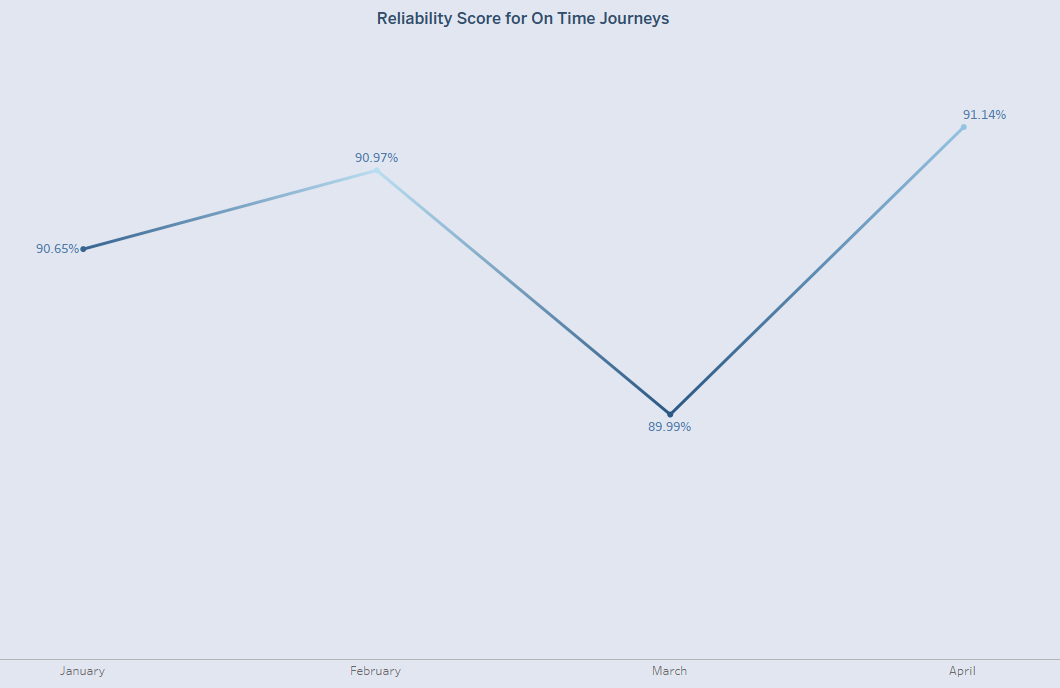 Reliability Score for On Time Journeys
91.14%
90.97%
90.65%
89.99%
January February March April